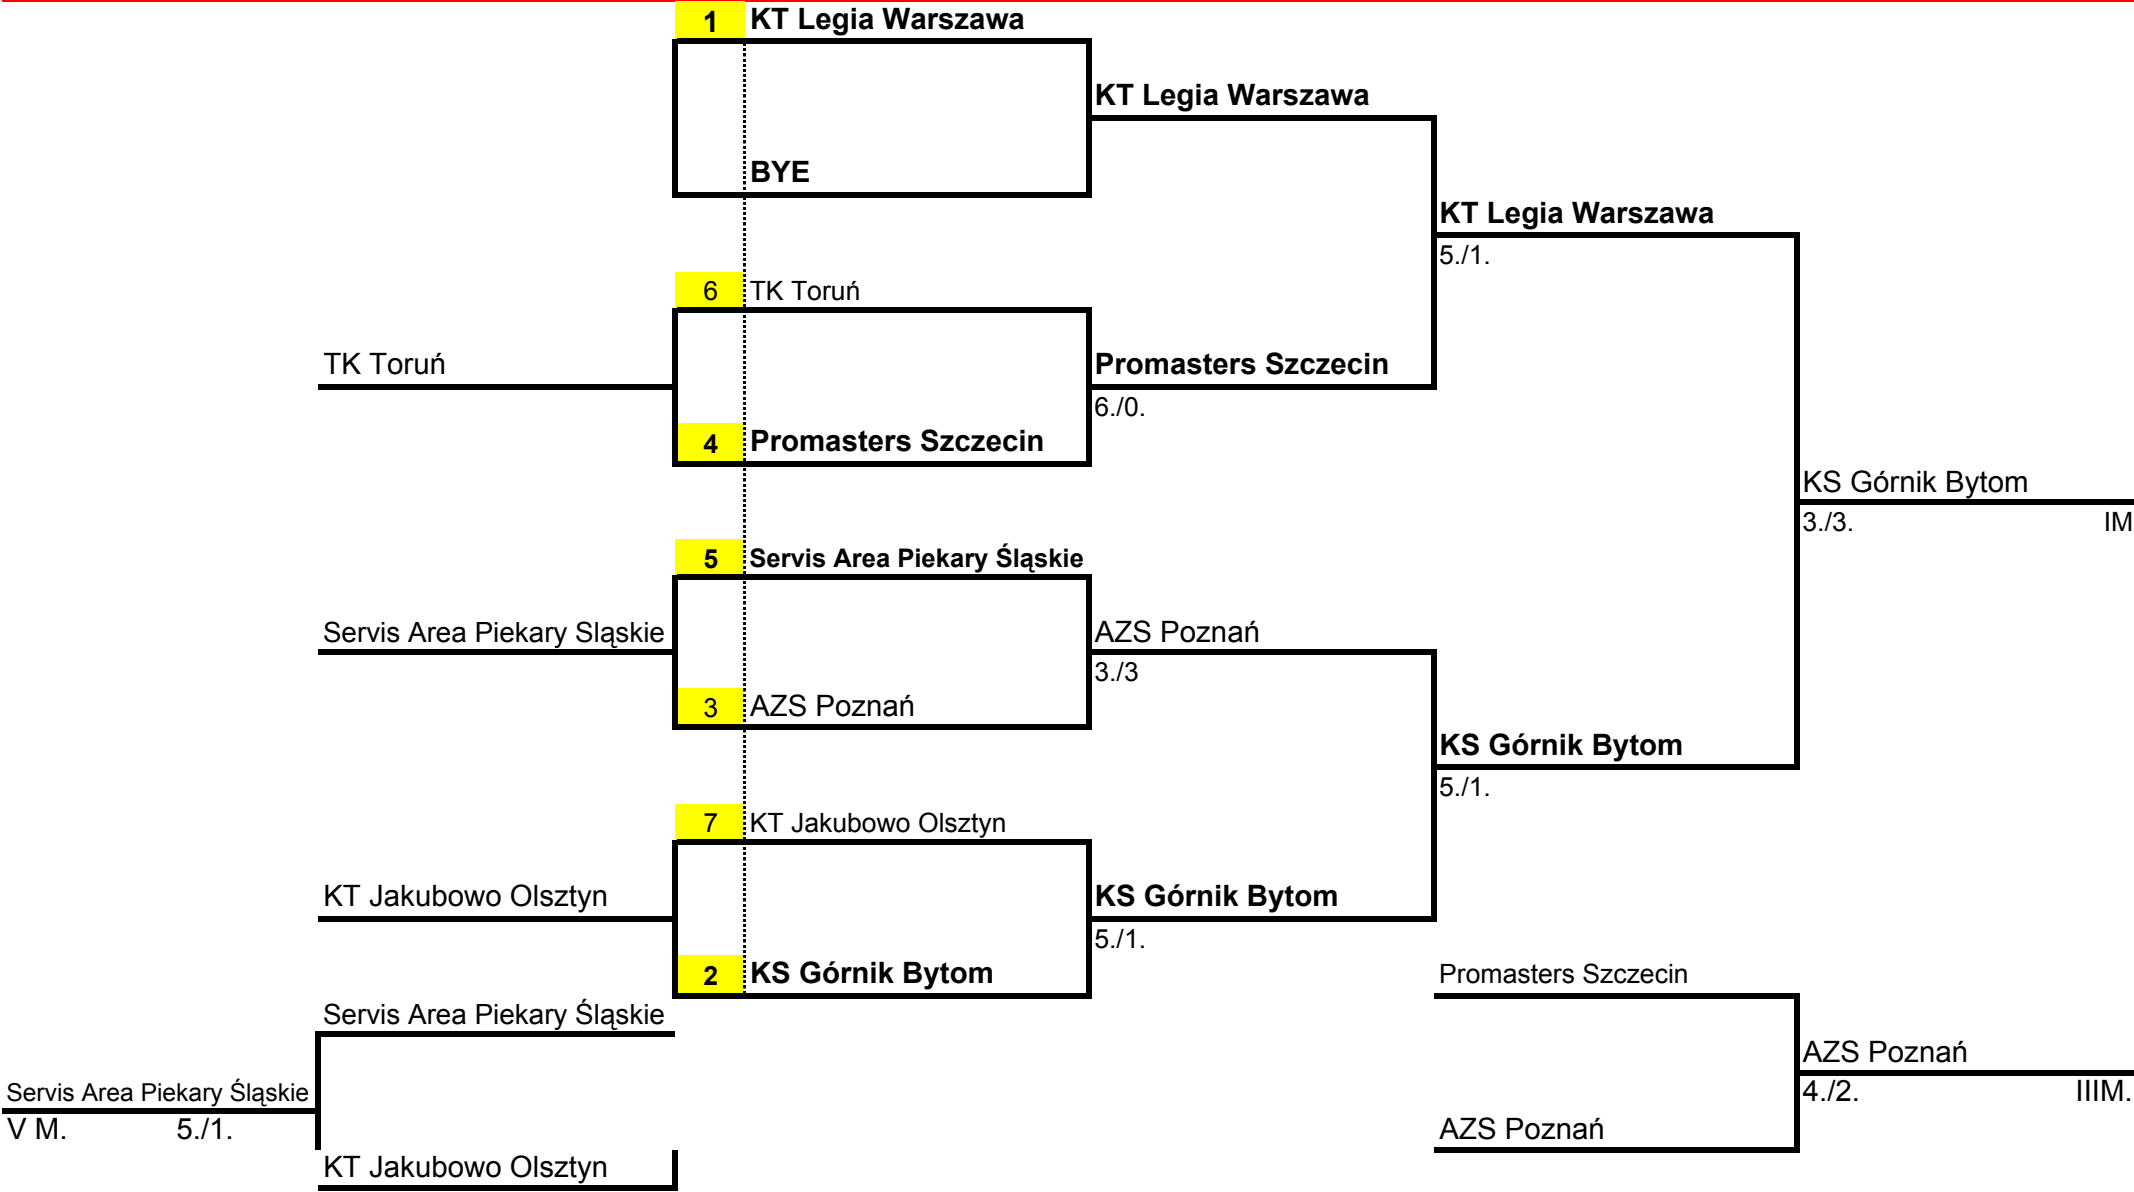 1 KT Legia Warszawa
KT Legia Warszawa
BYE
KT Legia Warszawa
5./1.
6 TK Toruń
TK Toruń
Promasters Szczecin
6./0.
4 Promasters Szczecin
KS Górnik Bytom
3./3. IM
5 Servis Area Piekary Śląskie
Servis Area Piekary Sląskie
AZS Poznań
3./3
3 AZS Poznań
KS Górnik Bytom
5./1.
7 KT Jakubowo Olsztyn
KT Jakubowo Olsztyn
KS Górnik Bytom
5./1.
2 KS Górnik Bytom
Promasters Szczecin
Servis Area Piekary Śląskie
AZS Poznań
4./2. IIIM.
Servis Area Piekary Śląskie
V M. 5./1.
AZS Poznań
KT Jakubowo Olsztyn